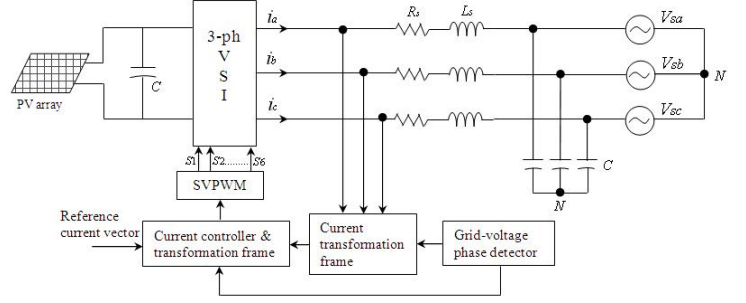 ia
Rs
Ls
Vsa
3-ph
V
S
I
ib
Vsb
N
C
PV array
ic
Vsc
S1 S2......... S6
C
SVPWM
N
Reference
current vector
Current controller &
transformation frame
Current
transformation
frame
Grid-voltage
phase detector